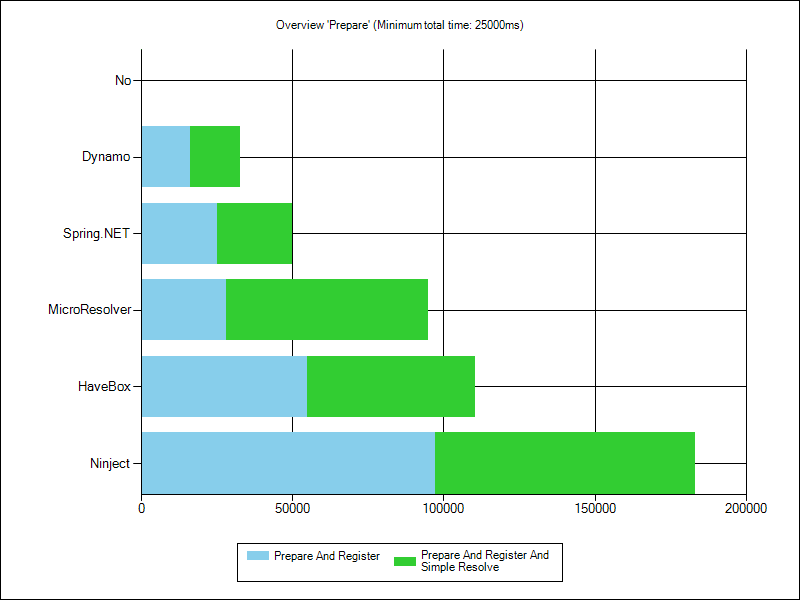 Overview 'Prepare' (Minimum total time: 25000ms)
No
Dynamo
Spring.NET
MicroResolver
HaveBox
Ninject
0 50000 100000 150000 200000
Prepare And Register
Prepare And Register And
Simple Resolve